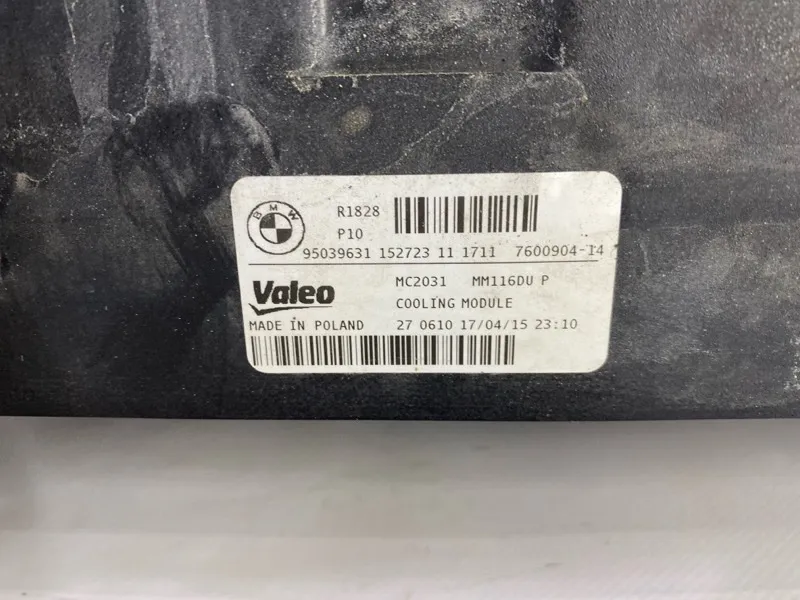 BMW
R1828
P10
95039631 152723 11 1711 7600904-14
Valeo
MC2031 MM116DU P
COOLING MODULE
MADE IN POLAND 27 0610 17/04/15 23:10